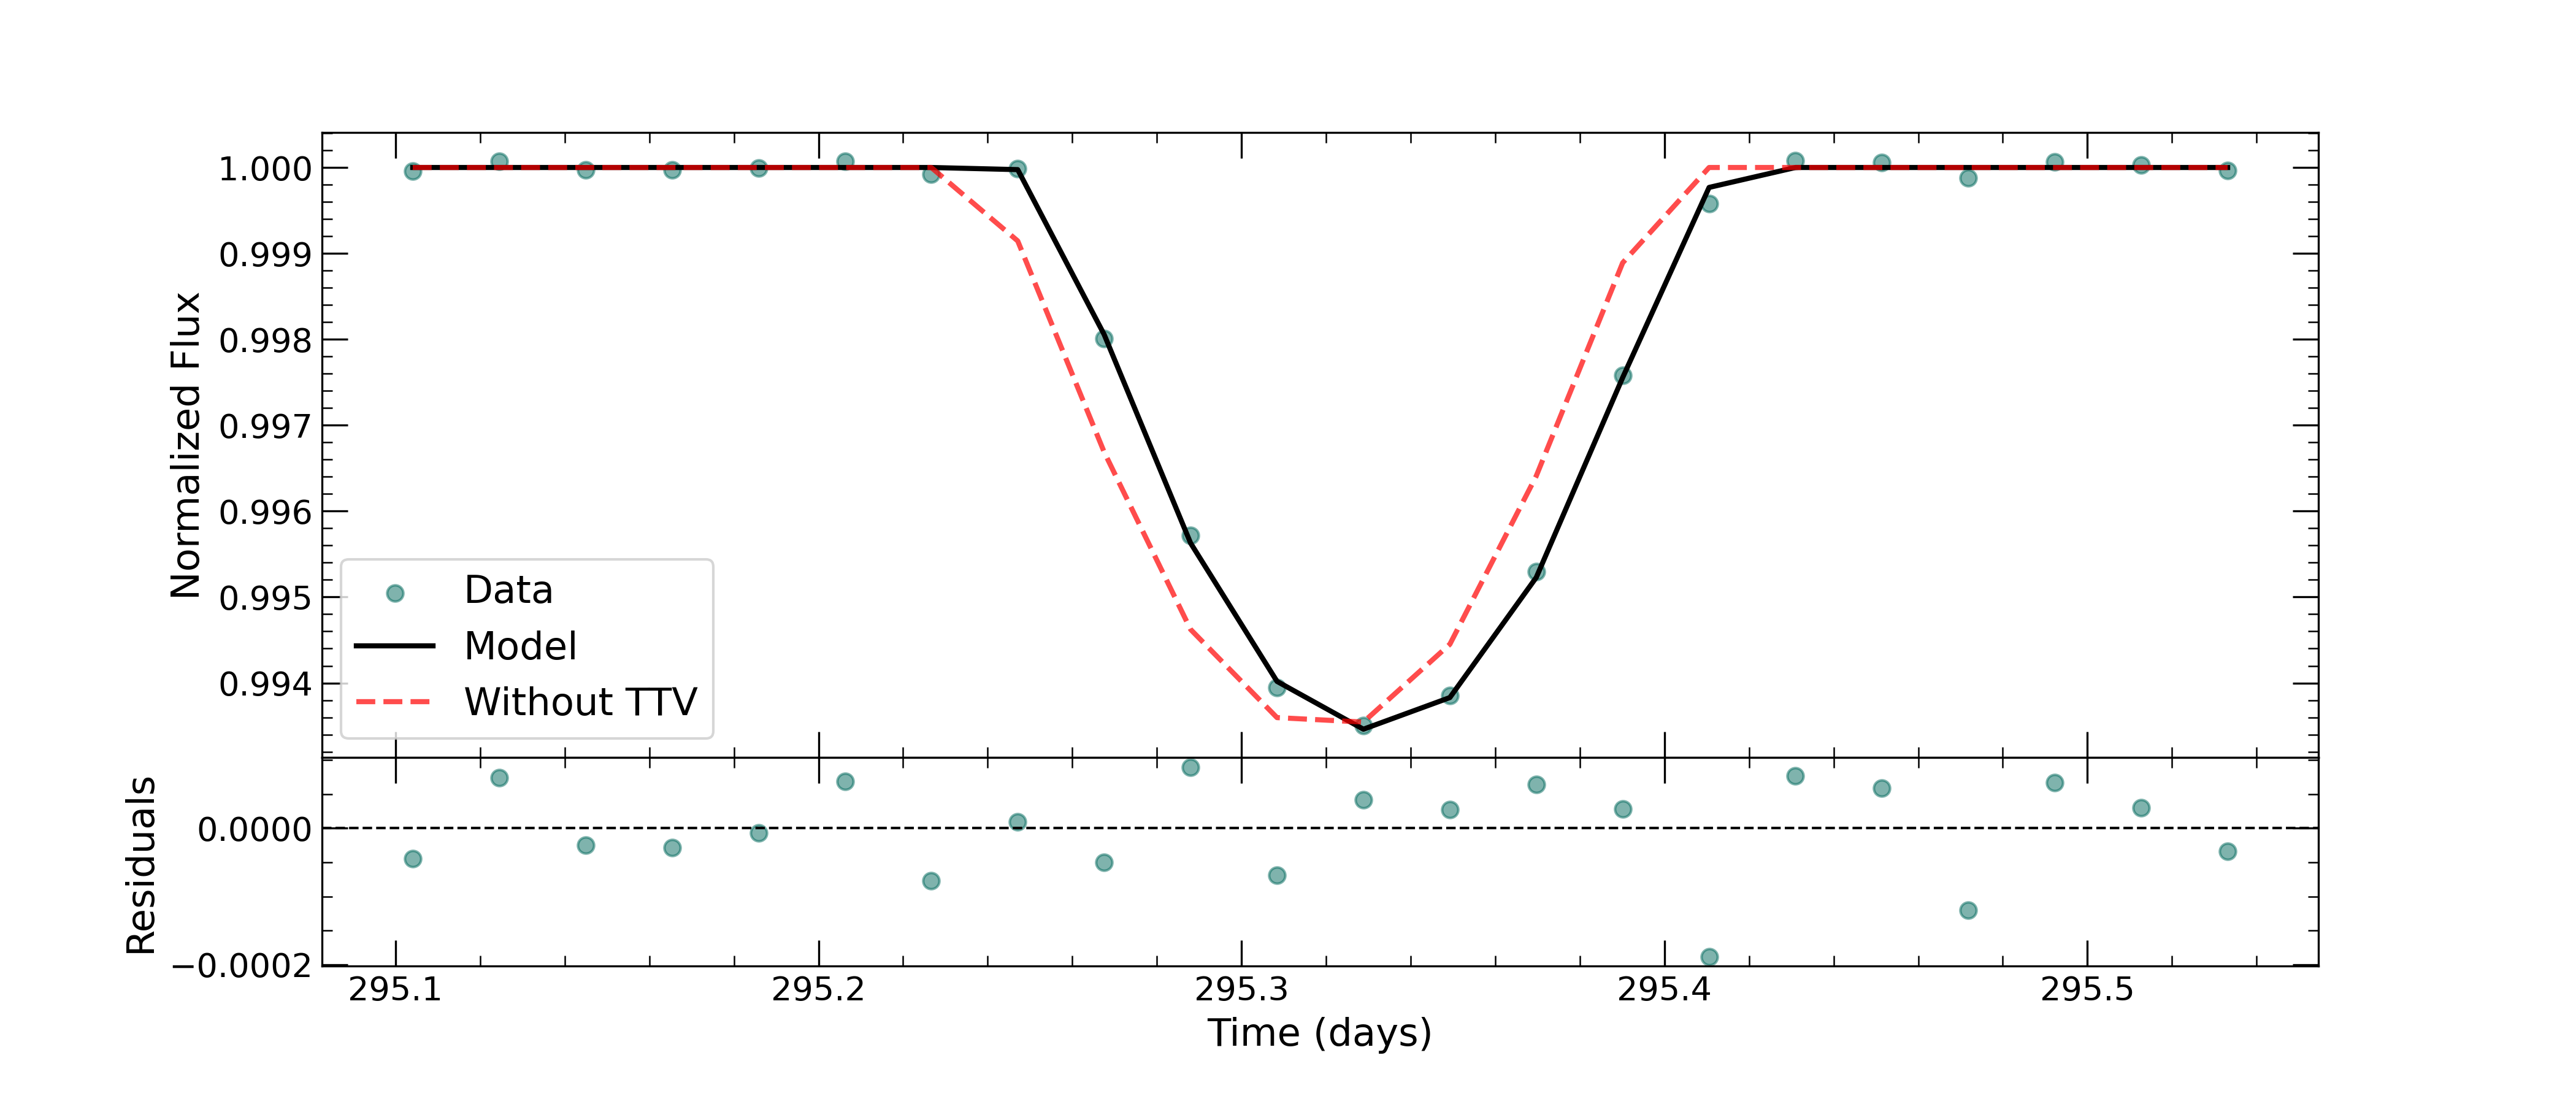 Normalized Flux
1.000
0.999
0.998
0.997
0.996
0.995
0.994
Data
Model
Without TTV
Residuals
0.0000
−0.0002
295.1 295.2 295.3 295.4 295.5
Time (days)